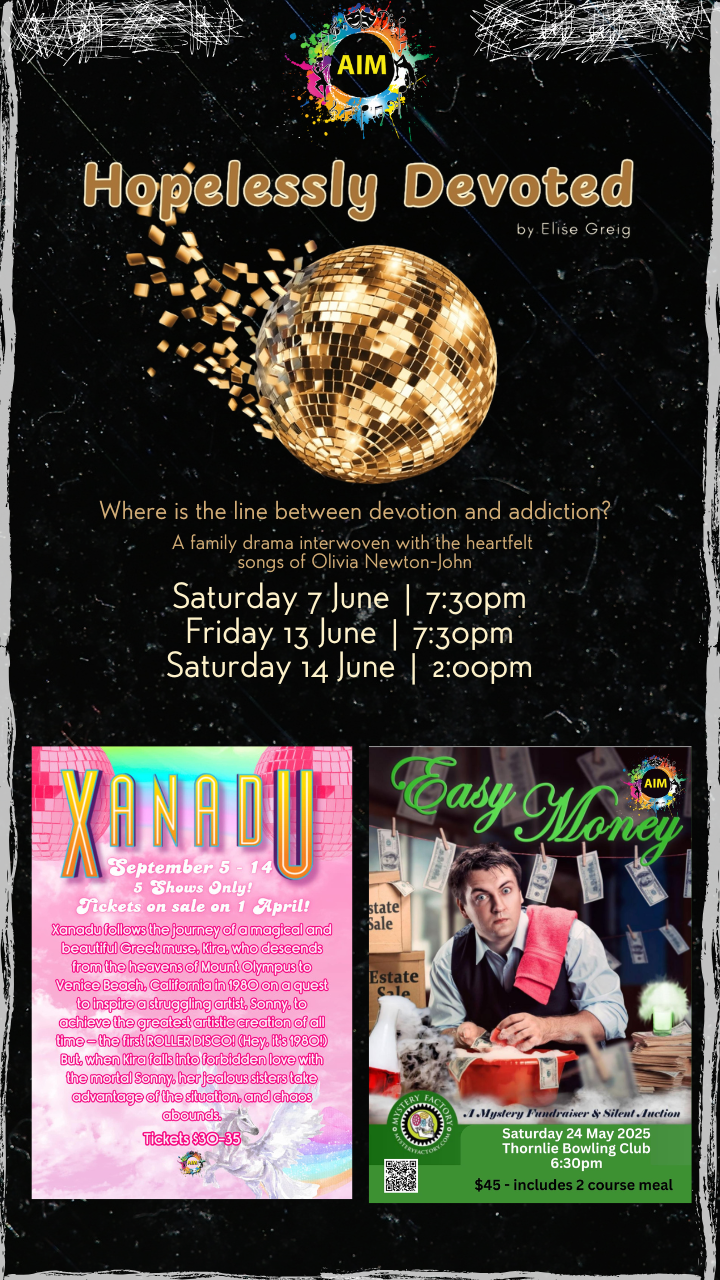 AIM
Hopelessly Devoted
by Elise Greig
Where is the line between devotion and addiction?
A family drama interwoven with the heartfelt
songs of Olivia Newton-John
Saturday 7 June | 7:30pm
Friday 13 June | 7:30pm
Saturday 14 June | 2:00pm
XANADU
September 5 - 14
5 Shows Only!
Tickets on sale on 1 April!
Xanadu follows the journey of a magical and
beautiful Greek muse, Kira, who descends
from the heavens of Mount Olympus to
Venice Beach, California in 1980 on a quest
to inspire a struggling artist, Sonny, to
achieve the greatest artistic creation of all
time – the first ROLLER DISCO! (Hey, it's 1980!)
But, when Kira falls into forbidden love with
the mortal Sonny, her jealous sisters take
advantage of the situation, and chaos
abounds.
Tickets $30-35
AIM
Easy Money
AIM
state
Sale
Estate
Sale
A Mystery Fundraiser & Silent Auction
MYSTERY FACTORY
MYSTERYFACTORY.COM
Saturday 24 May 2025
Thornlie Bowling Club
6:30pm
$45 - includes 2 course meal